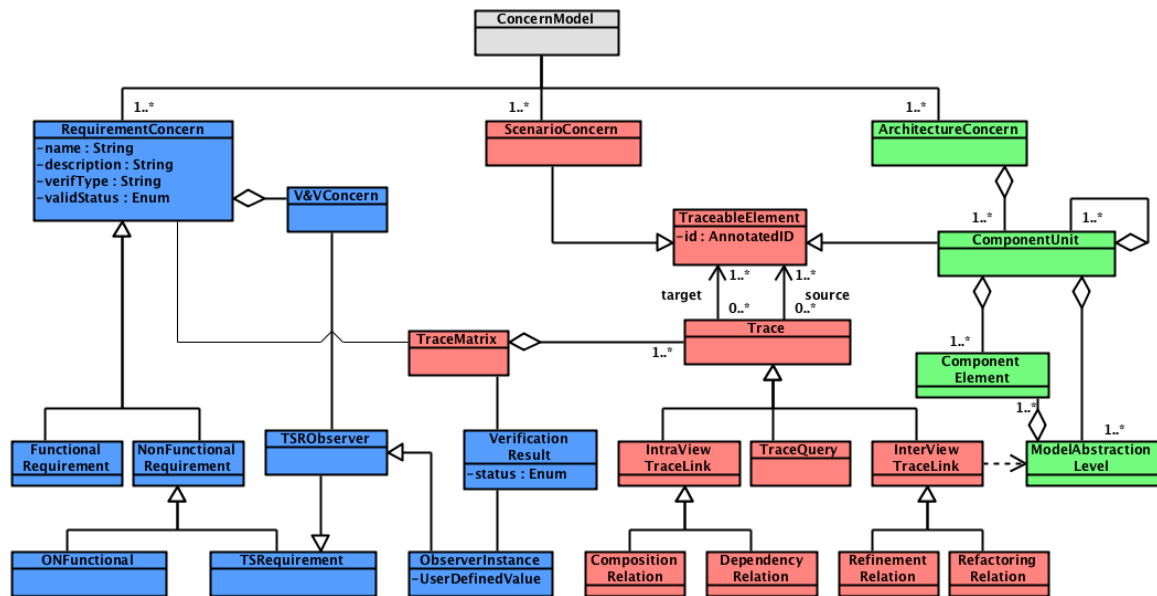 ConcernModel
1..*
1..*
1..*
RequirementConcern
-name : String
-description : String
-verifType : String
-validStatus : Enum
ScenarioConcern
ArchitectureConcern
V&VConcern
TraceableElement
-id : AnnotatedID
1..*
1..*
ComponentUnit
1..*
1..*
target
source
0..*
0..*
TraceMatrix
1..*
Trace
1..*
Component
Element
1..*
1..*
Functional
Requirement
NonFunctional
Requirement
TSRObserver
Verification
Result
-status : Enum
IntraView
TraceLink
TraceQuery
InterView
TraceLink
ModelAbstraction
Level
ONFunctional
TSRequirement
ObserverInstance
-UserDefinedValue
Composition
Relation
Dependency
Relation
Refinement
Relation
Refactoring
Relation